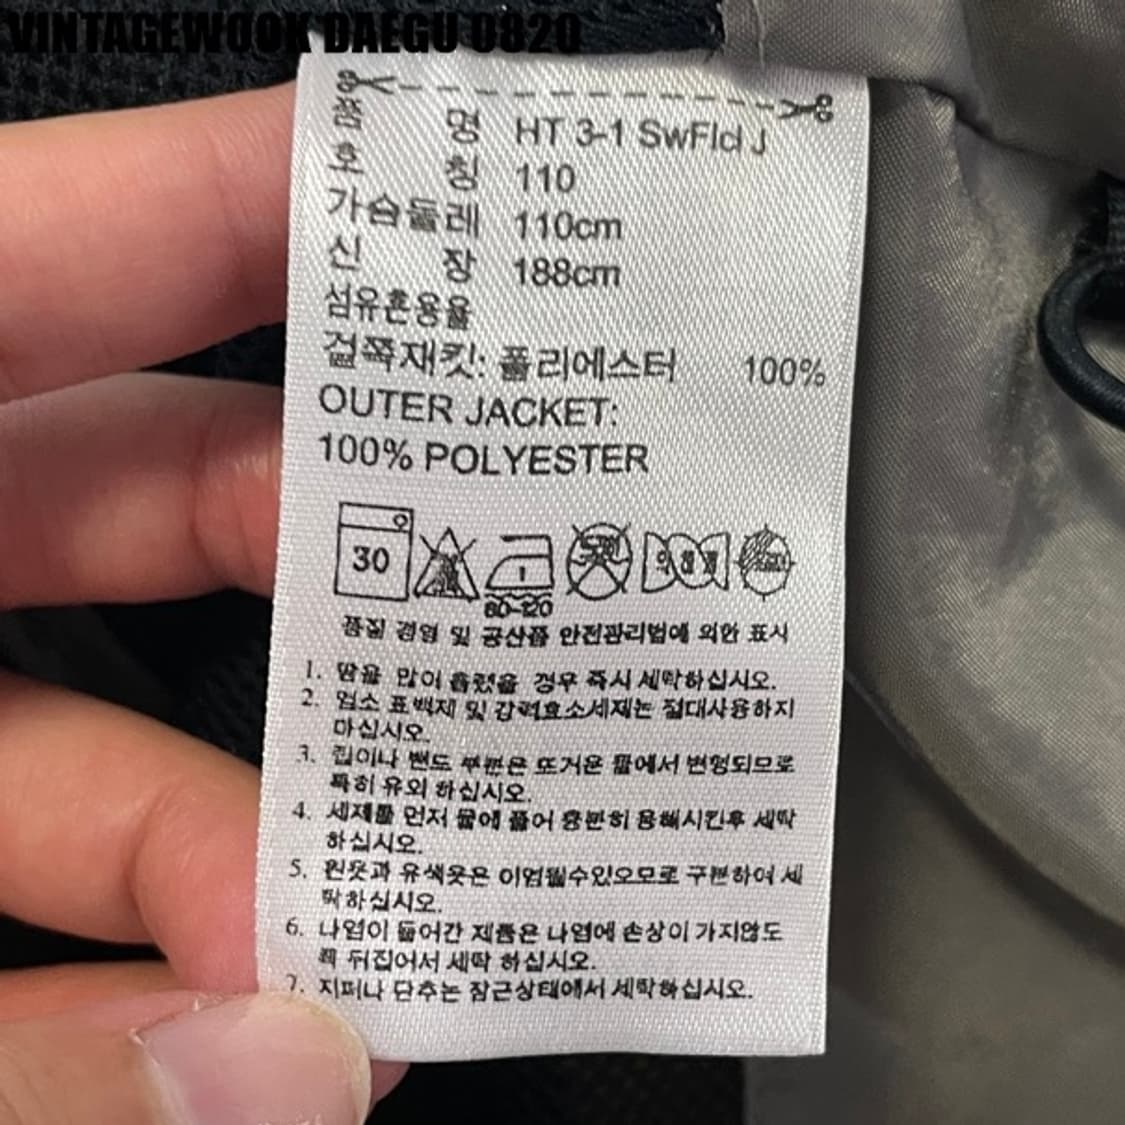 VINTAGEWOOK DAEGU 0820
품 명 HT 3-1 SwFlcl J
호 칭 110
가슴둘레 110cm
신 장 188cm
섬유혼용율
겉쪽재킷: 폴리에스터 100%
OUTER JACKET:
100% POLYESTER
30
80-120
품질 경영 및 공산품 안전관리법에 의한 표시
1. 땀을 많이 흘렸을 경우 즉시 세탁하십시오.
2. 염소 표백제 및 강력효소세제는 절대사용하지
마십시오.
3. 립이나 밴드 부분은 뜨거운 물에서 변형되므로
특히 유의 하십시오.
4. 세제를 먼저 물에 풀어 충분히 용해시킨후 세탁
하십시오.
5. 흰옷과 유색옷은 이염될수있으므로 구분하여 세
탁하십시오.
6. 나염이 들어간 제품은 나염에 손상이 가지않도
록 뒤집어서 세탁 하십시오.
7. 지퍼나 단추는 잠근상태에서 세탁하십시오.